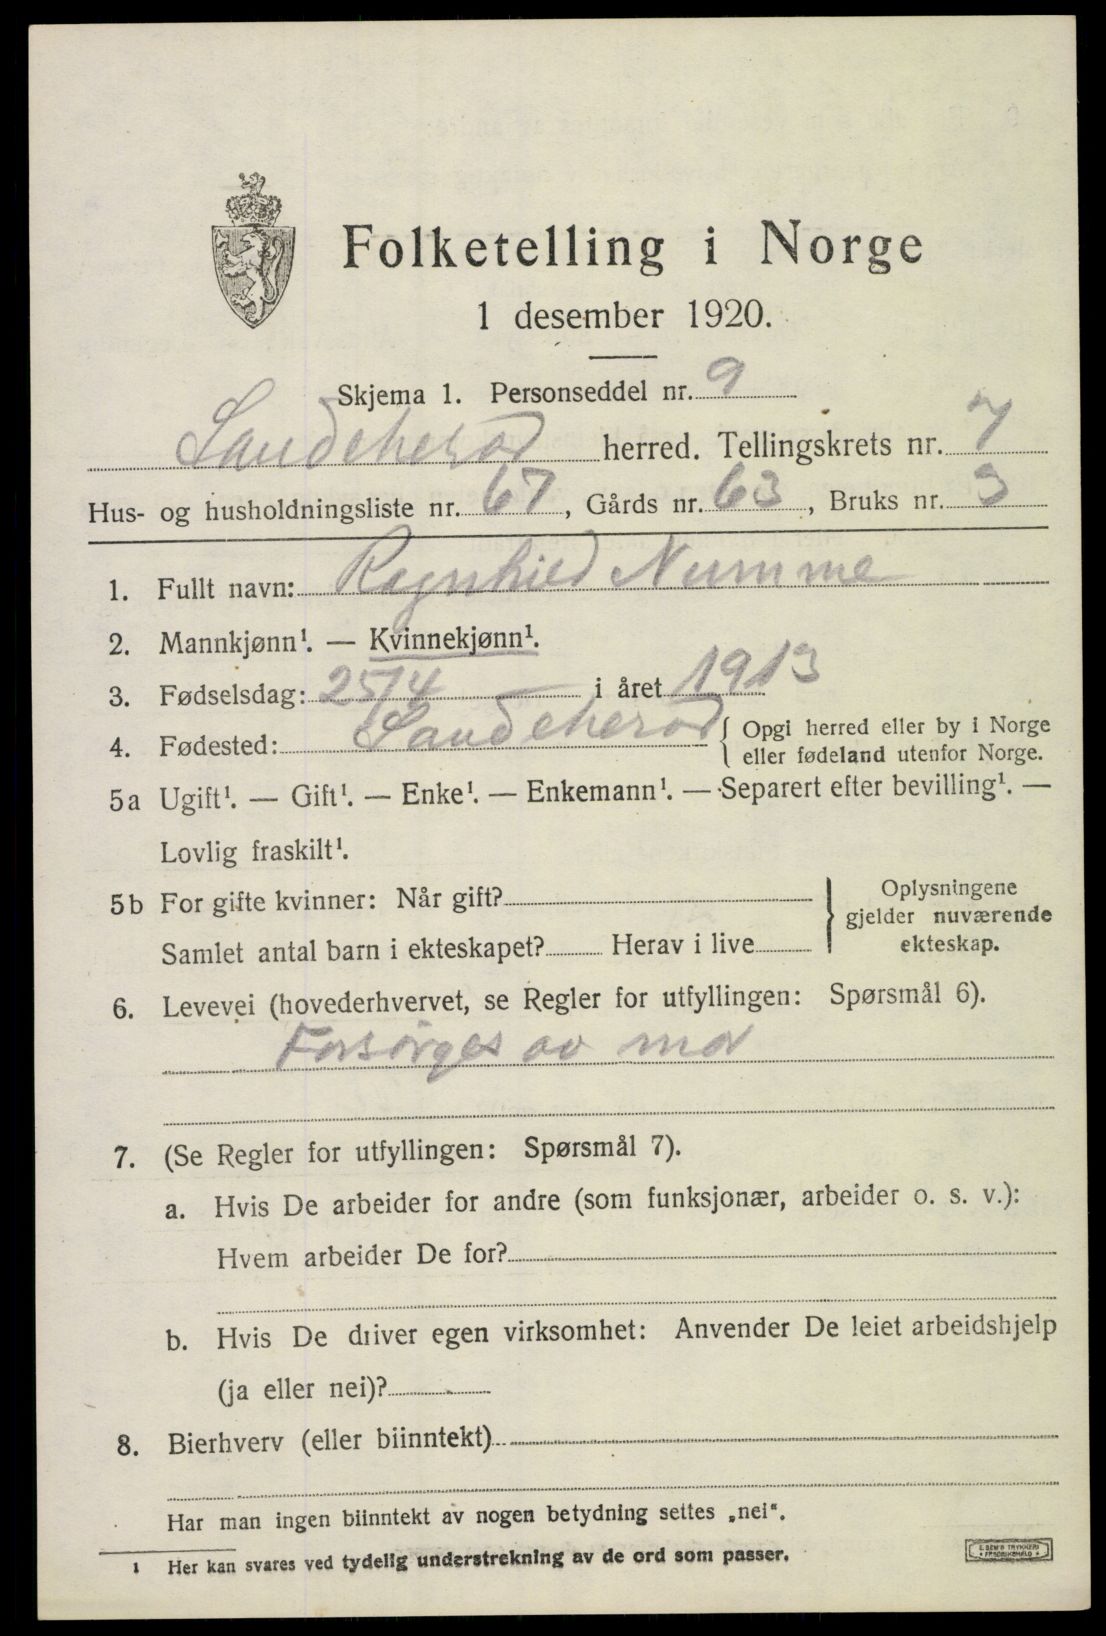 Folketelling i Norge
1 desember 1920.
Skjema 1. Personseddel nr. 9
Sandeherad herred. Tellingskrets nr. 7
Hus- og husholdningsliste nr. 67, Gårds nr. 63, Bruks nr. 3
1. Fullt navn: Ragnhild Numme
2. Mannkjønn¹. — Kvinnekjønn¹.
3. Fødselsdag: 25/4 i året 1913
4. Fødested: Sandeherad { Opgi herred eller by i Norge
eller fødeland utenfor Norge.
5a Ugift¹. — Gift¹. — Enke¹. — Enkemann¹. — Separert efter bevilling¹. —
Lovlig fraskilt¹.
5b For gifte kvinner: Når gift?
Samlet antal barn i ekteskapet? Herav i live
} Oplysningene
gjelder nuværende
ekteskap.
6. Levevei (hovederhvervet, se Regler for utfyllingen: Spørsmål 6).
Forsørges av mor
7. (Se Regler for utfyllingen: Spørsmål 7).
a. Hvis De arbeider for andre (som funksjonær, arbeider o. s. v.):
Hvem arbeider De for?
b. Hvis De driver egen virksomhet: Anvender De leiet arbeidshjelp
(ja eller nei)?
8. Bierhverv (eller biinntekt)
Har man ingen biinntekt av nogen betydning settes „nei“.
1 Her kan svares ved tydelig understrekning av de ord som passer.